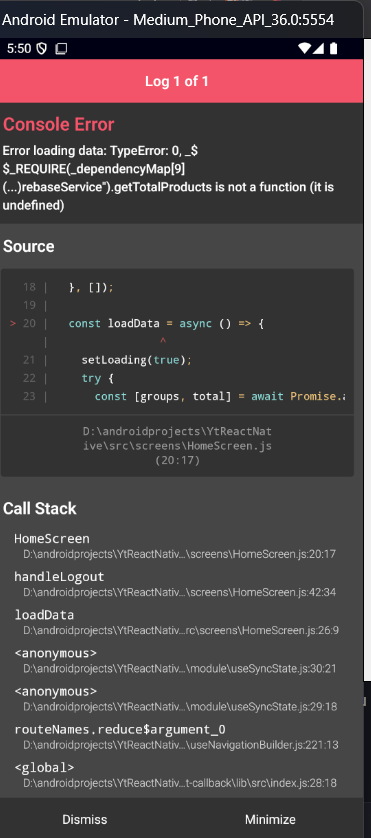 Android Emulator - Medium_Phone_API_36.0:5554
5:50
Log 1 of 1
Console Error
Error loading data: TypeError: 0, _$
$_REQUIRE(_dependencyMap[9]
(...)rebaseService").getTotalProducts is not a function (it is
undefined)
Source
18 | }, []);
19 |
> 20 | const loadData = async () => {
| ^
21 | setLoading(true);
22 | try {
23 | const [groups, total] = await Promise.a
D:\androidprojects\YtReactNat
ive\src\screens\HomeScreen.js
(20:17)
Call Stack
HomeScreen
D:\androidprojects\YtReactNativ...\screens\HomeScreen.js:20:17
handleLogout
D:\androidprojects\YtReactNativ...\screens\HomeScreen.js:42:34
loadData
D:\androidprojects\YtReactNativ...rc\screens\HomeScreen.js:26:9
<anonymous>
D:\androidprojects\YtReactNativ...\module\useSyncState.js:30:21
<anonymous>
D:\androidprojects\YtReactNativ...\module\useSyncState.js:29:18
routeNames.reduce$argument_0
D:\androidprojects\YtReactNativ...\useNavigationBuilder.js:221:13
<global>
D:\androidprojects\YtReactNativ...t-callback\lib\src\index.js:28:18
Dismiss Minimize